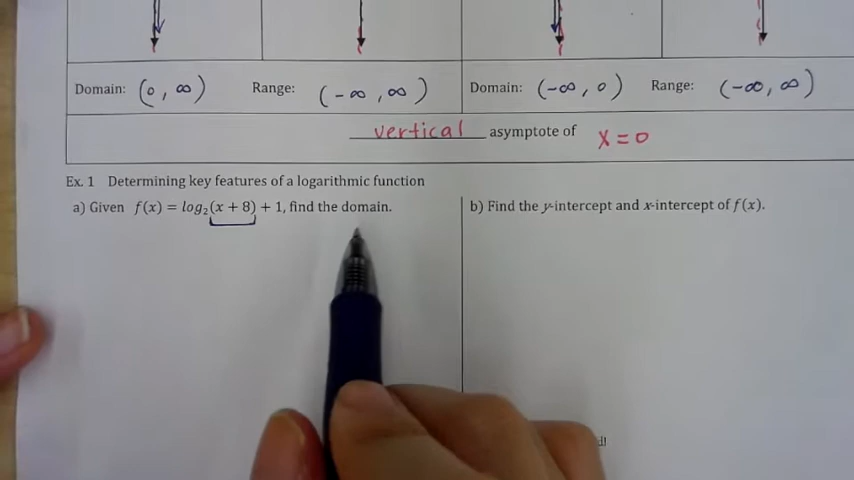 Domain: (0, ∞) Range: (-∞, ∞) Domain: (-∞, 0) Range: (-∞, ∞)
vertical asymptote of x = 0
Ex. 1 Determining key features of a logarithmic function
a) Given f(x) = log₂(x + 8) + 1, find the domain.
b) Find the y-intercept and x-intercept of f(x).